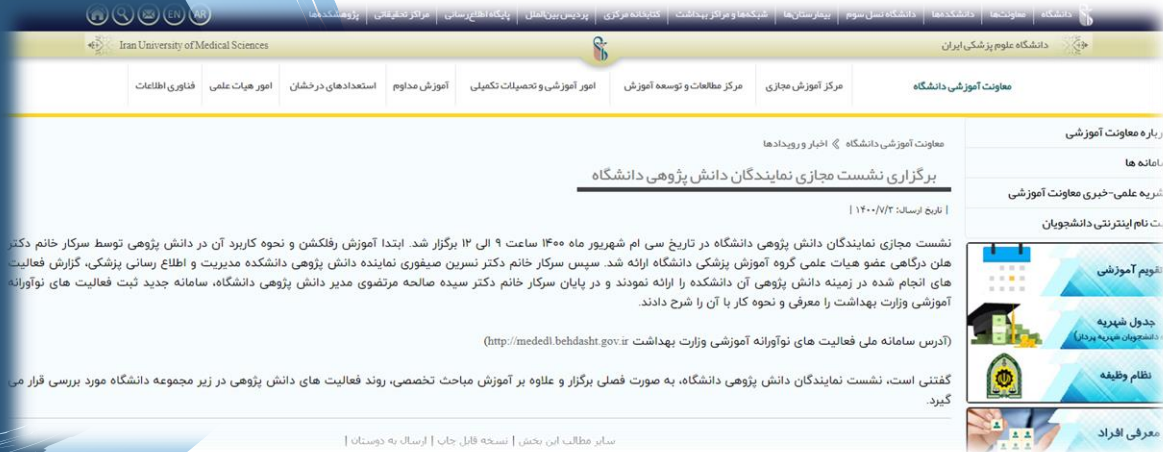 دانشگاه | معاونت‌ها | دانشکده‌ها | دانشگاه نسل سوم | بیمارستان‌ها | شبکه‌ها و مراکز بهداشت | کتابخانه مرکزی | پردیس بین‌الملل | پایگاه اطلاع‌رسانی | مراکز تحقیقاتی | پژوهشکده‌ها
EN AR
دانشگاه علوم پزشکی ایران
Iran University of Medical Sciences
معاونت آموزشی دانشگاه
مرکز آموزش مجازی
مرکز مطالعات و توسعه آموزش
امور آموزشی و تحصیلات تکمیلی
آموزش مداوم
استعدادهای درخشان
امور هیات علمی
فناوری اطلاعات
رباره معاونت آموزشی
امانه ها
شریه علمی-خبری معاونت آموزشی
ت نام اینترنتی دانشجویان
تقویم آموزشی
جدول شهریه
دانشجویان شهریه پرداز)
نظام وظیفه
معرفی افراد
معاونت آموزشی دانشگاه » اخبار و رویدادها
برگزاری نشست مجازی نمایندگان دانش پژوهی دانشگاه
| تاریخ ارسال: ۱۴۰۰/۷/۳ |
نشست مجازی نمایندگان دانش پژوهی دانشگاه در تاریخ سی ام شهریور ماه ۱۴۰۰ ساعت ۹ الی ۱۲ برگزار شد. ابتدا آموزش رفلکشن و نحوه کاربرد آن در دانش پژوهی توسط سرکار خانم دکتر
هلن درگاهی عضو هیات علمی گروه آموزش پزشکی دانشگاه ارائه شد. سپس سرکار خانم دکتر نسرین صیفوری نماینده دانش پژوهی دانشکده مدیریت و اطلاع رسانی پزشکی، گزارش فعالیت
های انجام شده در زمینه دانش پژوهی آن دانشکده را ارائه نمودند و در پایان سرکار خانم دکتر سیده صالحه مرتضوی مدیر دانش پژوهی دانشگاه، سامانه جدید ثبت فعالیت های نوآورانه
آموزشی وزارت بهداشت را معرفی و نحوه کار با آن را شرح دادند.
(آدرس سامانه ملی فعالیت های نوآورانه آموزشی وزارت بهداشت http://mededl.behdasht.gov.ir)
گفتنی است، نشست نمایندگان دانش پژوهی دانشگاه، به صورت فصلی برگزار و علاوه بر آموزش مباحث تخصصی، روند فعالیت های دانش پژوهی در زیر مجموعه دانشگاه مورد بررسی قرار می
گیرد.
سایر مطالب این بخش | نسخه قابل چاپ | ارسال به دوستان |